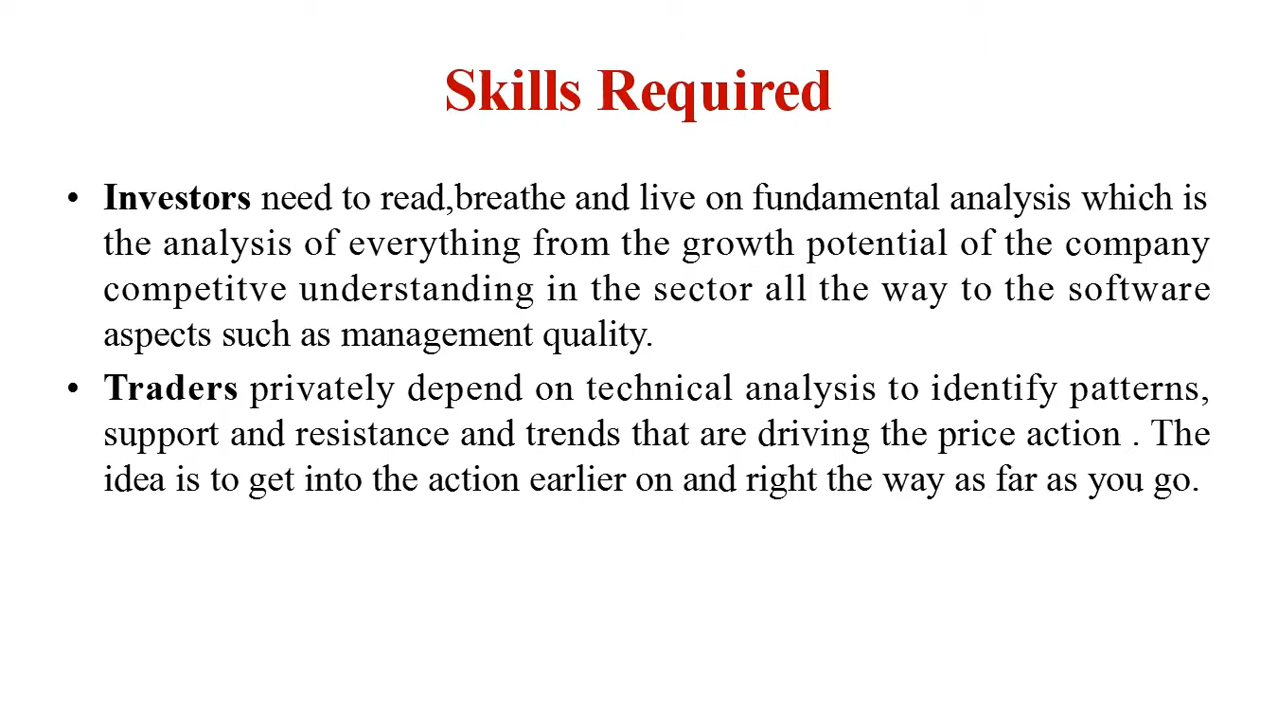 Skills Required
• Investors need to read,breathe and live on fundamental analysis which is
the analysis of everything from the growth potential of the company
competitve understanding in the sector all the way to the software
aspects such as management quality.
• Traders privately depend on technical analysis to identify patterns,
support and resistance and trends that are driving the price action . The
idea is to get into the action earlier on and right the way as far as you go.